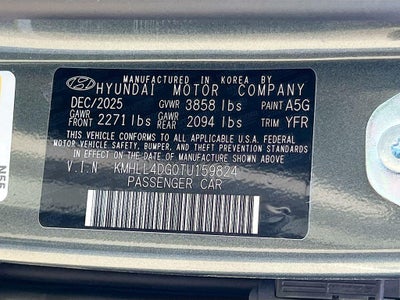 MANUFACTURED IN KOREA BY
HYUNDAI MOTOR COMPANY
DEC/2025 GVWR 3858 lbs PAINT A5G
GAWR FRONT 2271 lbs GAWR REAR 2094 lbs TRIM YFR
THIS VEHICLE CONFORMS TO ALL APPLICABLE U.S.A. FEDERAL
MOTOR VEHICLE SAFETY, BUMPER, AND THEFT PREVENTION
STANDARDS IN EFFECT ON THE DATE OF MANUFACTURE SHOWN ABOVE.
V.I.N KMHLL4DG0TU159824
PASSENGER CAR
N55